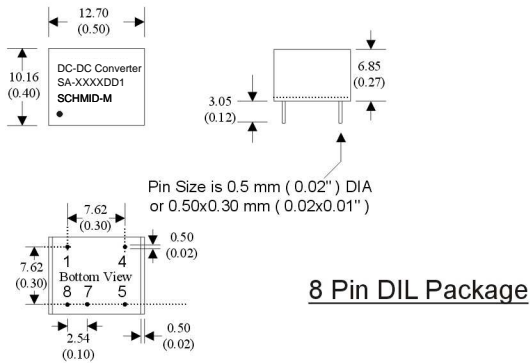 12.70
(0.50)
10.16
(0.40)
DC-DC Converter
SA-XXXXDD1
SCHMID-M
6.85
(0.27)
3.05
(0.12)
Pin Size is 0.5 mm ( 0.02" ) DIA
or 0.50x0.30 mm ( 0.02x0.01" )
7.62
(0.30)
0.50
(0.02)
7.62
(0.30)
1 4
Bottom View
8 7 5
2.54
(0.10)
0.50
(0.02)
8 Pin DIL Package